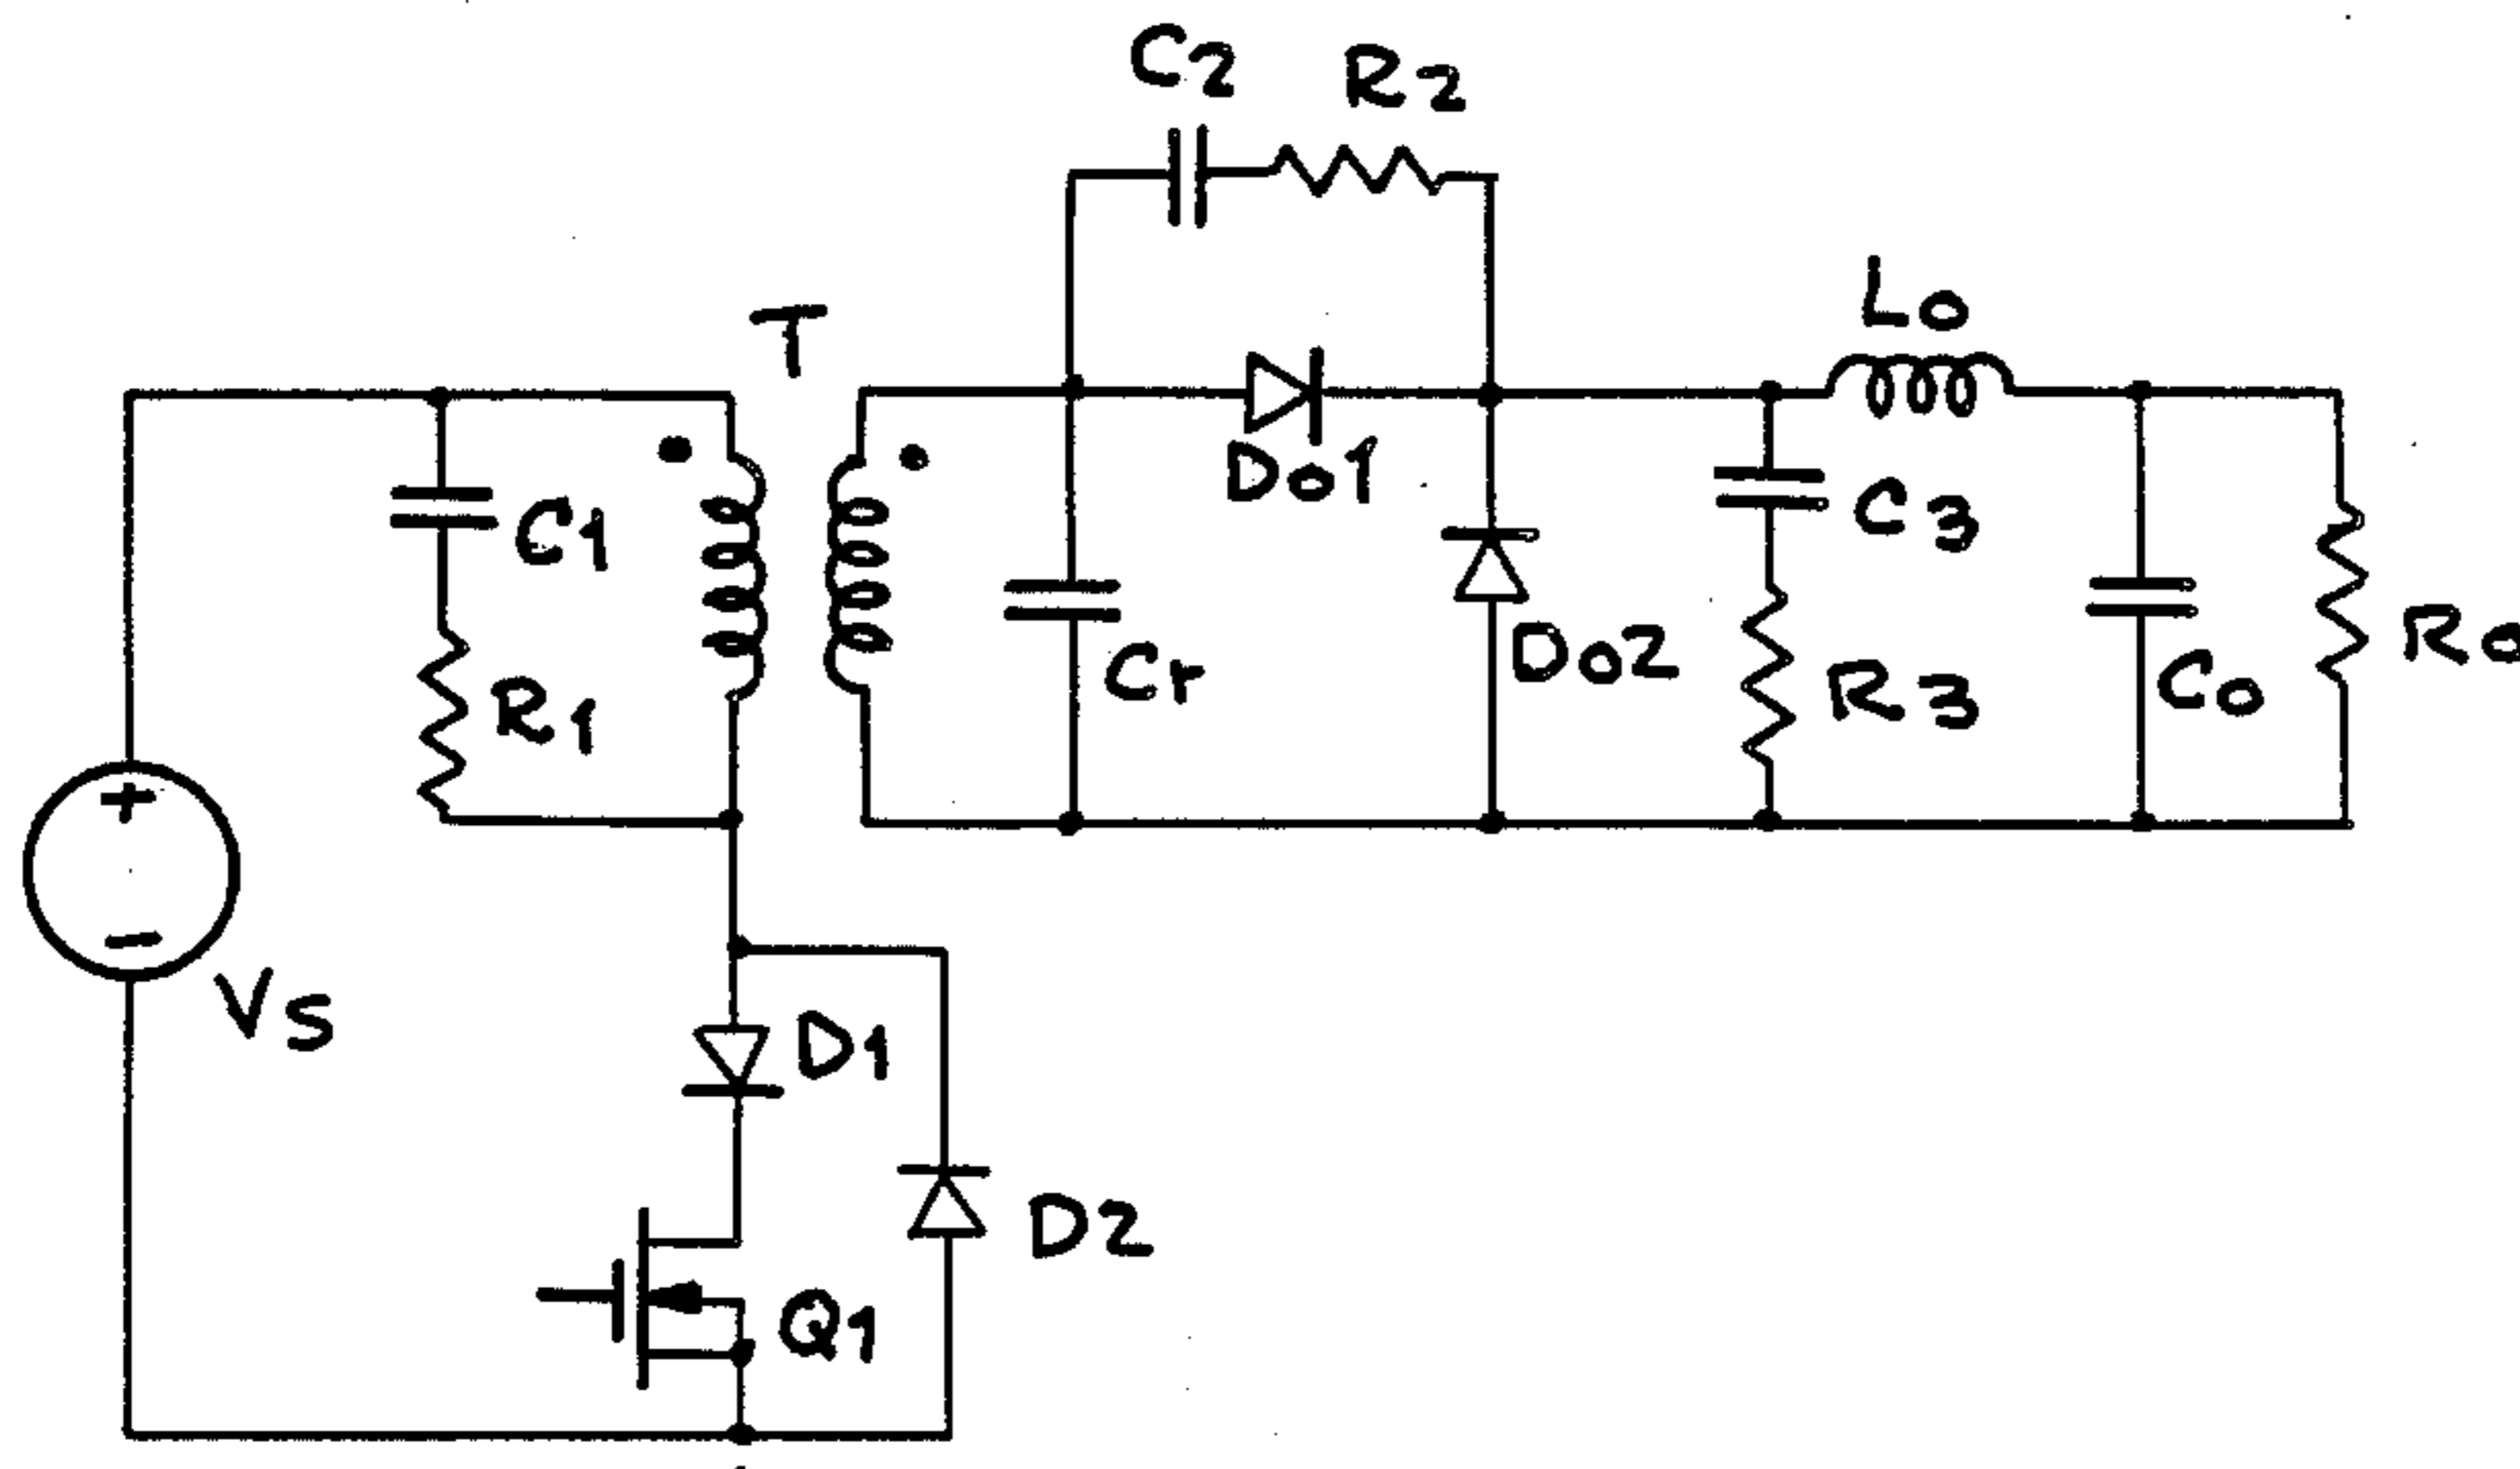 C2
R2
T
Lo
Do1
C1
C3
Cr
Do2
R1
R3
Co
Ro
+
−
Vs
D1
D2
Q1